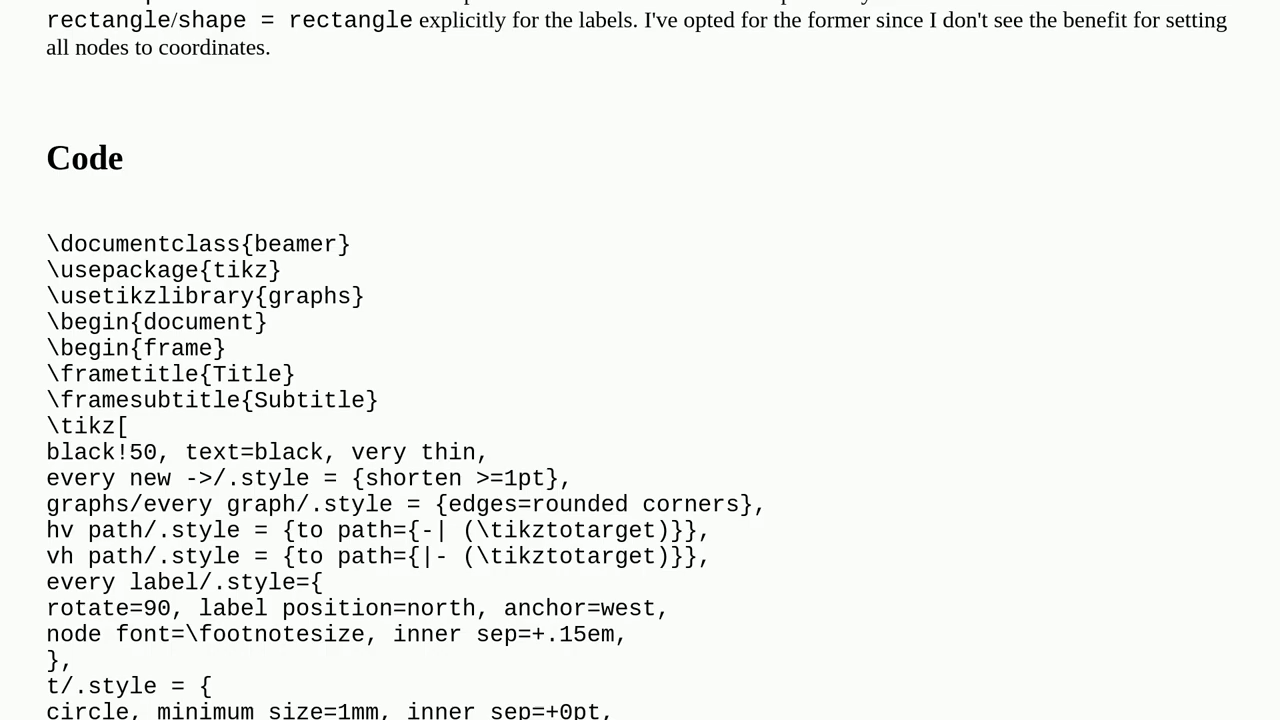 rectangle/shape = rectangle explicitly for the labels. I've opted for the former since I don't see the benefit for setting
all nodes to coordinates.
Code
\documentclass{beamer}
\usepackage{tikz}
\usetikzlibrary{graphs}
\begin{document}
\begin{frame}
\frametitle{Title}
\framesubtitle{Subtitle}
\tikz[
black!50, text=black, very thin,
every new ->/.style = {shorten >=1pt},
graphs/every graph/.style = {edges=rounded corners},
hv path/.style = {to path={-| (\tikztotarget)}},
vh path/.style = {to path={|- (\tikztotarget)}},
every label/.style={
rotate=90, label position=north, anchor=west,
node font=\footnotesize, inner sep=+.15em,
},
t/.style = {
circle, minimum size=1mm, inner sep=+0pt,